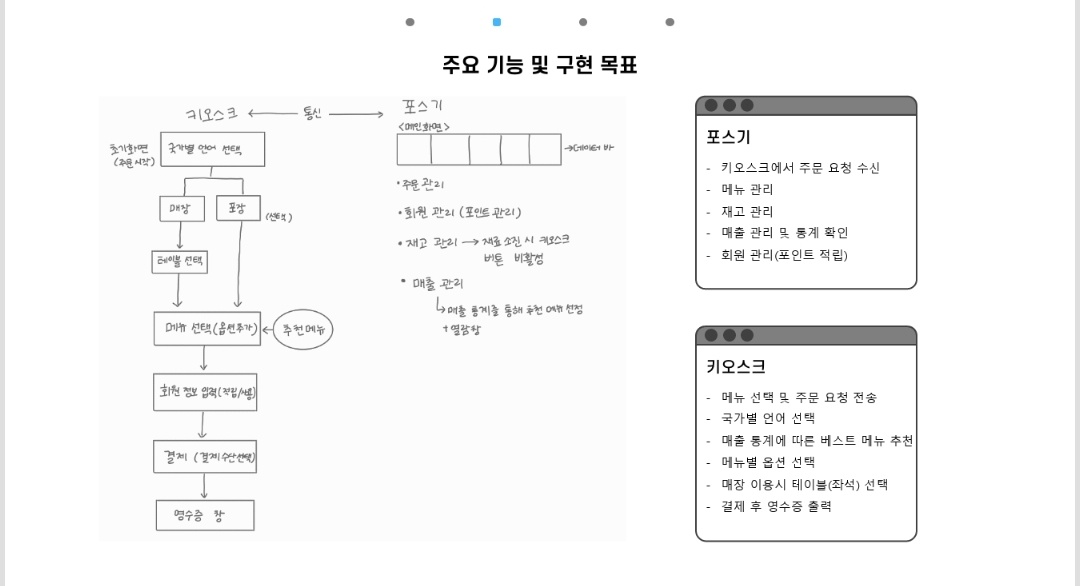 주요 기능 및 구현 목표
키오스크 ← 통신 → 포스기
초기화면
(주문 시작)
국가별 언어 선택
매장
포장
(선택)
테이블 선택
메뉴 선택(옵션추가)
추천메뉴
회원 정보 입력(적립/사용)
결제 (결제수단선택)
영수증 창
<메인화면>
→데이터 바
•주문 관리
•회원 관리 (포인트 관리)
•재고 관리 → 재료 소진 시 키오스크
버튼 비활성
• 매출 관리
↳매출 통계를 통해 추천 메뉴 선정
+ 열람창
포스기
- 키오스크에서 주문 요청 수신
- 메뉴 관리
- 재고 관리
- 매출 관리 및 통계 확인
- 회원 관리(포인트 적립)
키오스크
- 메뉴 선택 및 주문 요청 전송
- 국가별 언어 선택
- 매출 통계에 따른 베스트 메뉴 추천
- 메뉴별 옵션 선택
- 매장 이용시 테이블(좌석) 선택
- 결제 후 영수증 출력